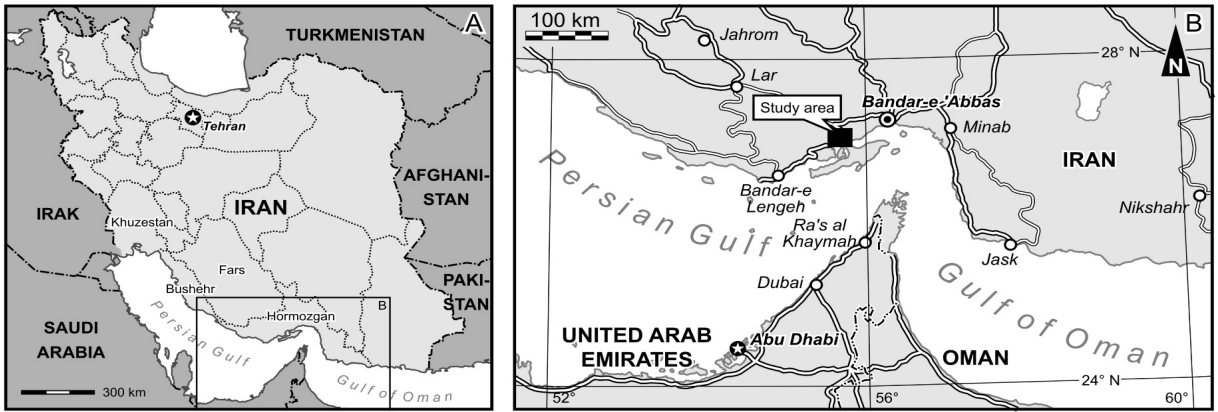 A
TURKMENISTAN
Tehran
AFGHANI-
STAN
IRAK
IRAN
Khuzestan
Fars
PAKI-
STAN
Bushehr
B
Hormozgan
Persian Gulf
SAUDI
ARABIA
Gulf of Oman
300 km
B
100 km
Jahrom
28° N
N
Lar
Study area
Bandar-e-'Abbas
Minab
IRAN
Persian Gulf
Bandar-e
Lengeh
Nikshahr
Ra's al
Khaymah
Jask
Dubai
Gulf of Oman
UNITED ARAB
EMIRATES
Abu Dhabi
OMAN
24° N
52°
56°
60°